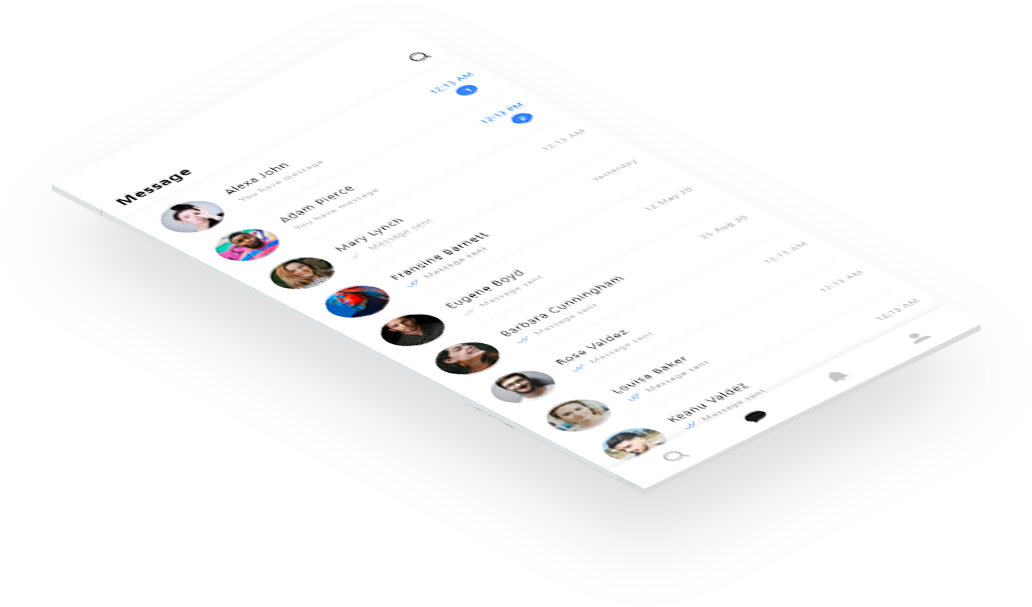 Message
Alexa John
12:13 AM
You have message
1
Adam Pierce
12:13 PM
You have message
Mary Lynch
12:13 AM
Message sent
Fransine Barnett
Yesterday
Message sent
Eugene Boyd
12 May 20
Message sent
Barbara Cunningham
25 Aug 20
Message sent
Rose Valdez
12:13 AM
Message sent
Louisa Baker
12:13 AM
Message sent
Keanu Valdez
12:13 AM
Message sent